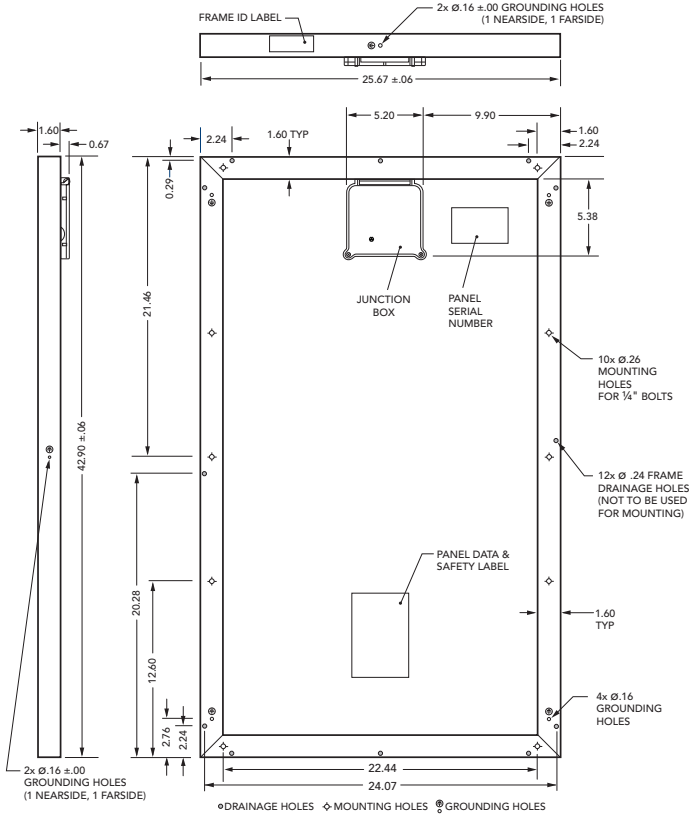 FRAME ID LABEL
2x Ø.16 ±.00 GROUNDING HOLES
(1 NEARSIDE, 1 FARSIDE)
25.67 ±.06
1.60
0.67
2.24
1.60 TYP
5.20
9.90
1.60
2.24
0.29
5.38
JUNCTION
BOX
PANEL
SERIAL
NUMBER
21.46
10x Ø.26
MOUNTING
HOLES
FOR ¼" BOLTS
42.90 ±.06
12x Ø .24 FRAME
DRAINAGE HOLES
(NOT TO BE USED
FOR MOUNTING)
PANEL DATA &
SAFETY LABEL
20.28
12.60
1.60
TYP
4x Ø.16
GROUNDING
HOLES
2.76
2.24
2x Ø.16 ±.00
GROUNDING HOLES
(1 NEARSIDE, 1 FARSIDE)
22.44
24.07
DRAINAGE HOLES MOUNTING HOLES GROUNDING HOLES